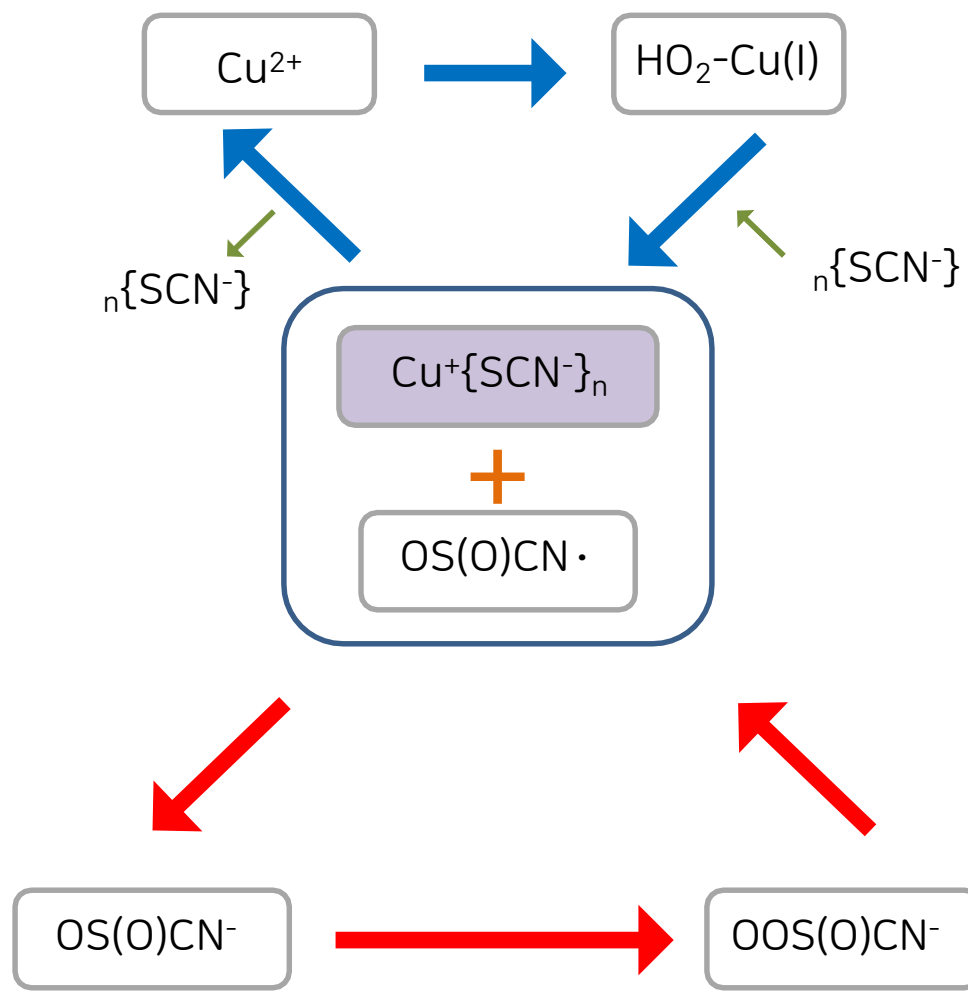 Cu²⁺
HO₂-Cu(I)
ₙ{SCN⁻}
ₙ{SCN⁻}
Cu⁺{SCN⁻}ₙ
+
OS(O)CN·
OS(O)CN⁻
OOS(O)CN⁻